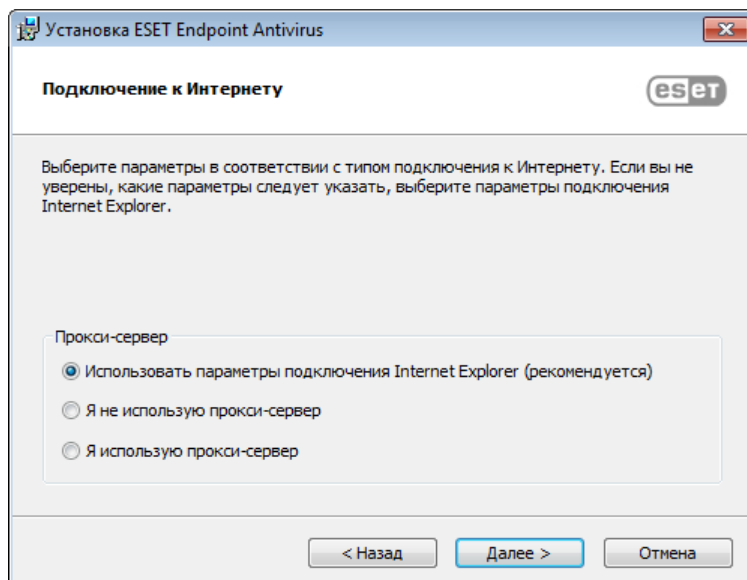 Установка ESET Endpoint Antivirus
Подключение к Интернету
eset
Выберите параметры в соответствии с типом подключения к Интернету. Если вы не
уверены, какие параметры следует указать, выберите параметры подключения
Internet Explorer.
Прокси-сервер
Использовать параметры подключения Internet Explorer (рекомендуется)
Я не использую прокси-сервер
Я использую прокси-сервер
< Назад
Далее >
Отмена